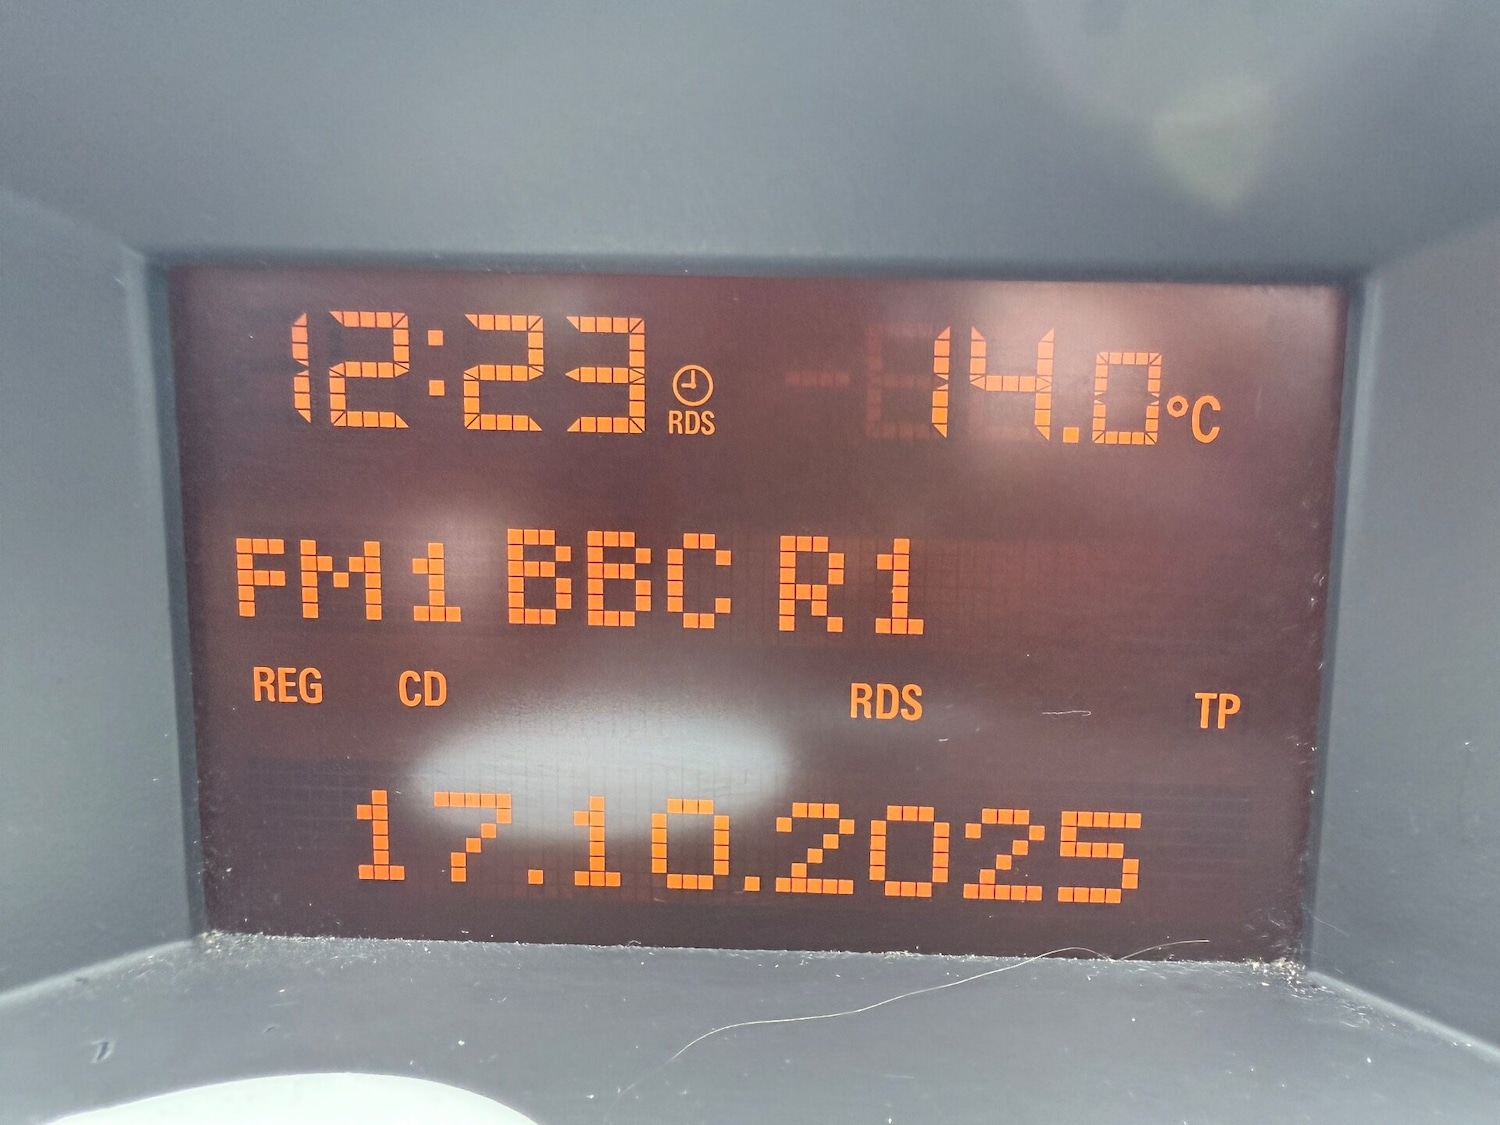 12:23 RDS 14.0°C
FM1 BBC R1
REG CD RDS TP
17.10.2025